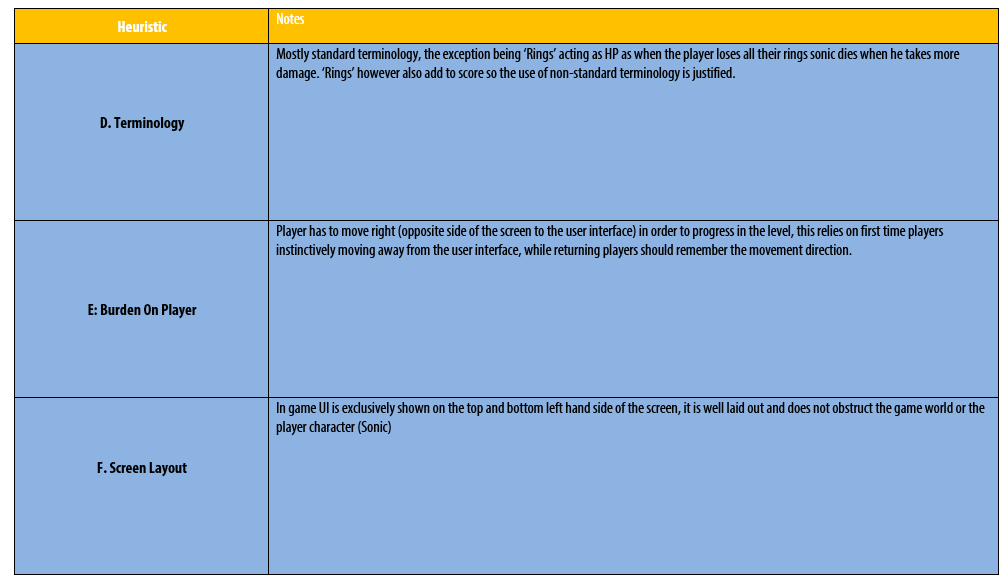 Heuristic
Notes
D. Terminology
Mostly standard terminology, the exception being ‘Rings’ acting as HP as when the player loses all their rings sonic dies when he takes more
damage. ‘Rings’ however also add to score so the use of non-standard terminology is justified.
E: Burden On Player
Player has to move right (opposite side of the screen to the user interface) in order to progress in the level, this relies on first time players
instinctively moving away from the user interface, while returning players should remember the movement direction.
F. Screen Layout
In game UI is exclusively shown on the top and bottom left hand side of the screen, it is well laid out and does not obstruct the game world or the
player character (Sonic)